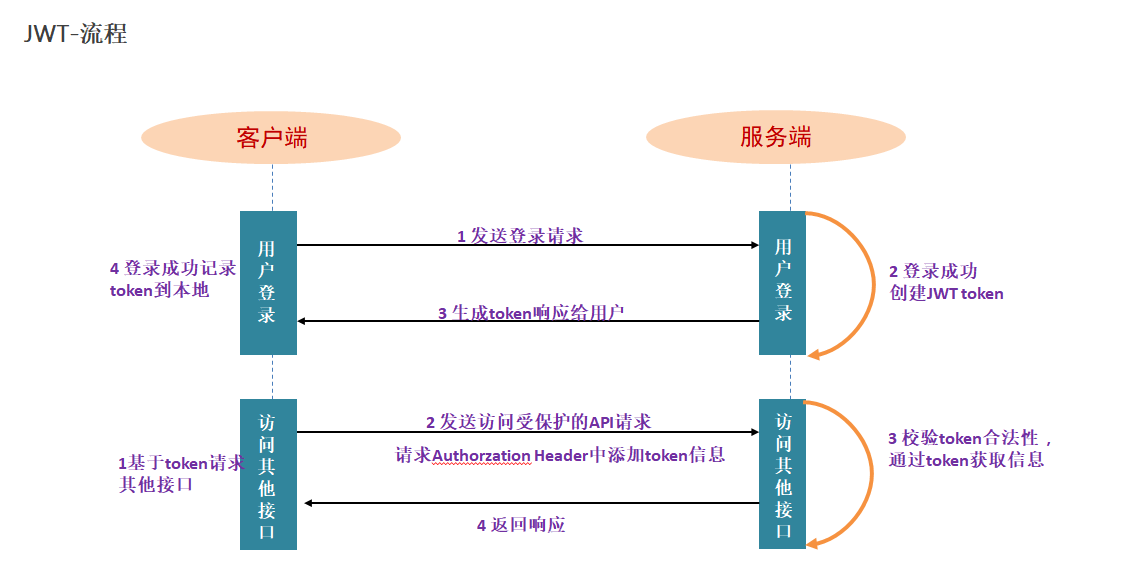 JWT-流程
客户端
服务端
用户登录
1 发送登录请求
用户登录
2 登录成功
创建JWT token
3 生成token响应给用户
4 登录成功记录
token到本地
访问其他接口
1基于token请求
其他接口
2 发送访问受保护的API请求
请求Authorzation Header中添加token信息
访问其他接口
3 校验token合法性，
通过token获取信息
4 返回响应